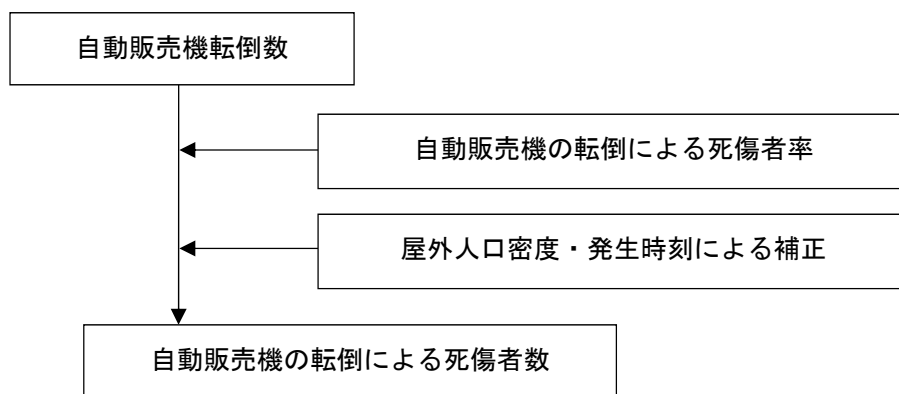 自動販売機転倒数
自動販売機の転倒による死傷者率
屋外人口密度・発生時刻による補正
自動販売機の転倒による死傷者数